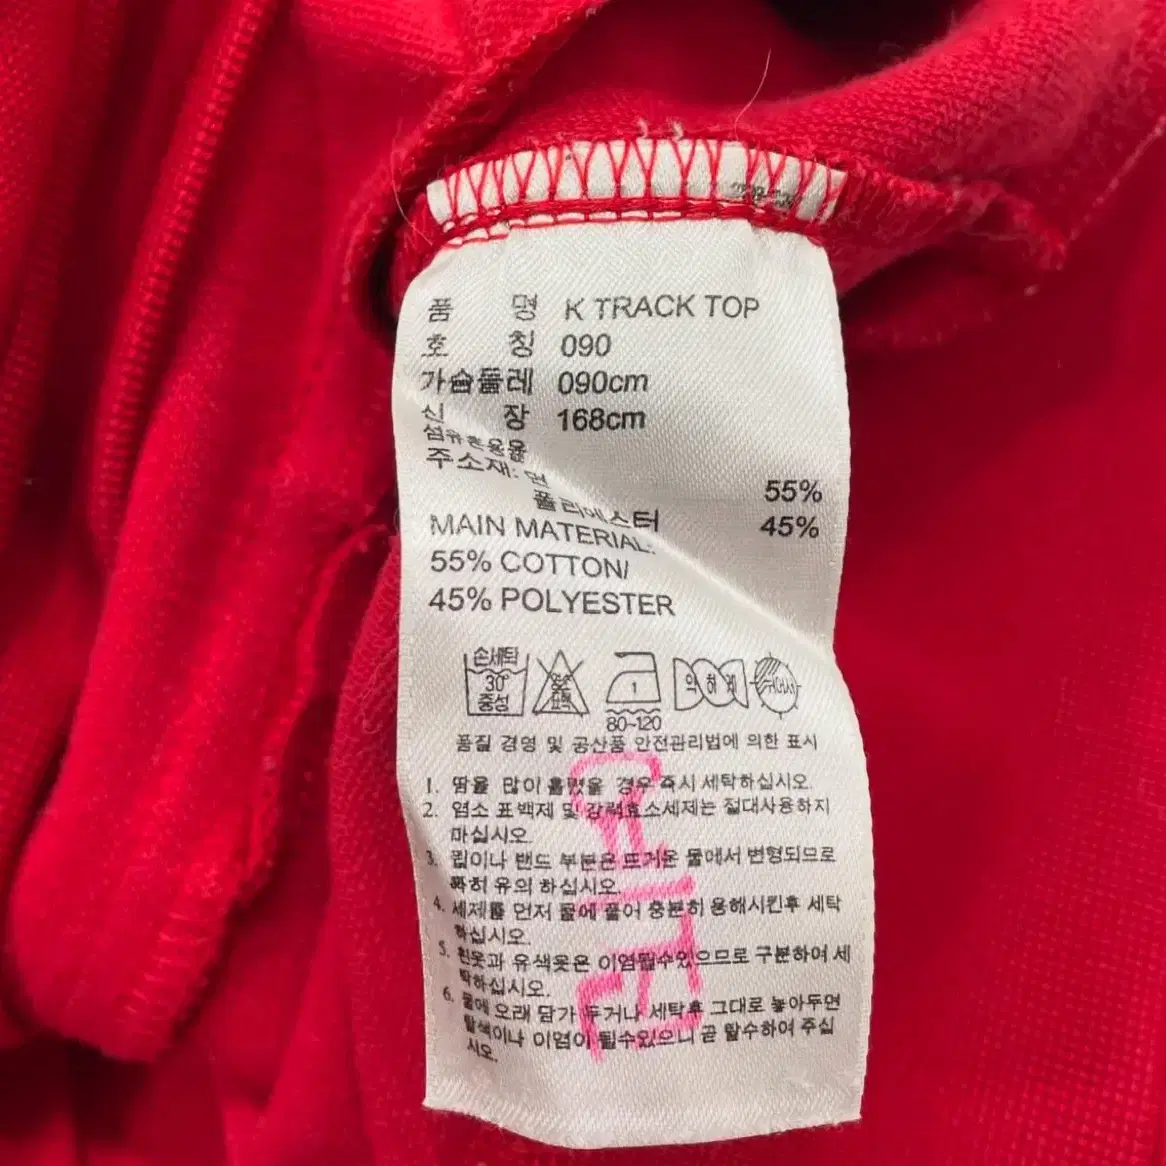 품 명 K TRACK TOP
호 칭 090
가슴둘레 090cm
신 장 168cm
섬유혼용율
주소재: 면 55%
폴리에스터 45%
MAIN MATERIAL:
55% COTTON/
45% POLYESTER
손세탁
30°
중성
염소
표백
1
80~120
약하게
품질 경영 및 공산품 안전관리법에 의한 표시
1. 땀을 많이 흘렸을 경우 즉시 세탁하십시오.
2. 염소 표백제 및 강력효소세제는 절대사용하지
마십시오.
3. 립이나 밴드 부분은 뜨거운 물에서 변형되므로
특히 유의 하십시오.
4. 세제를 먼저 물에 풀어 충분히 용해시킨후 세탁
하십시오.
5. 흰옷과 유색옷은 이염될수있으므로 구분하여 세
탁하십시오.
6. 물에 오래 담가 두거나 세탁후 그대로 놓아두면
탈색이나 이염이 될수있으니 곧 탈수하여 주십
시오.